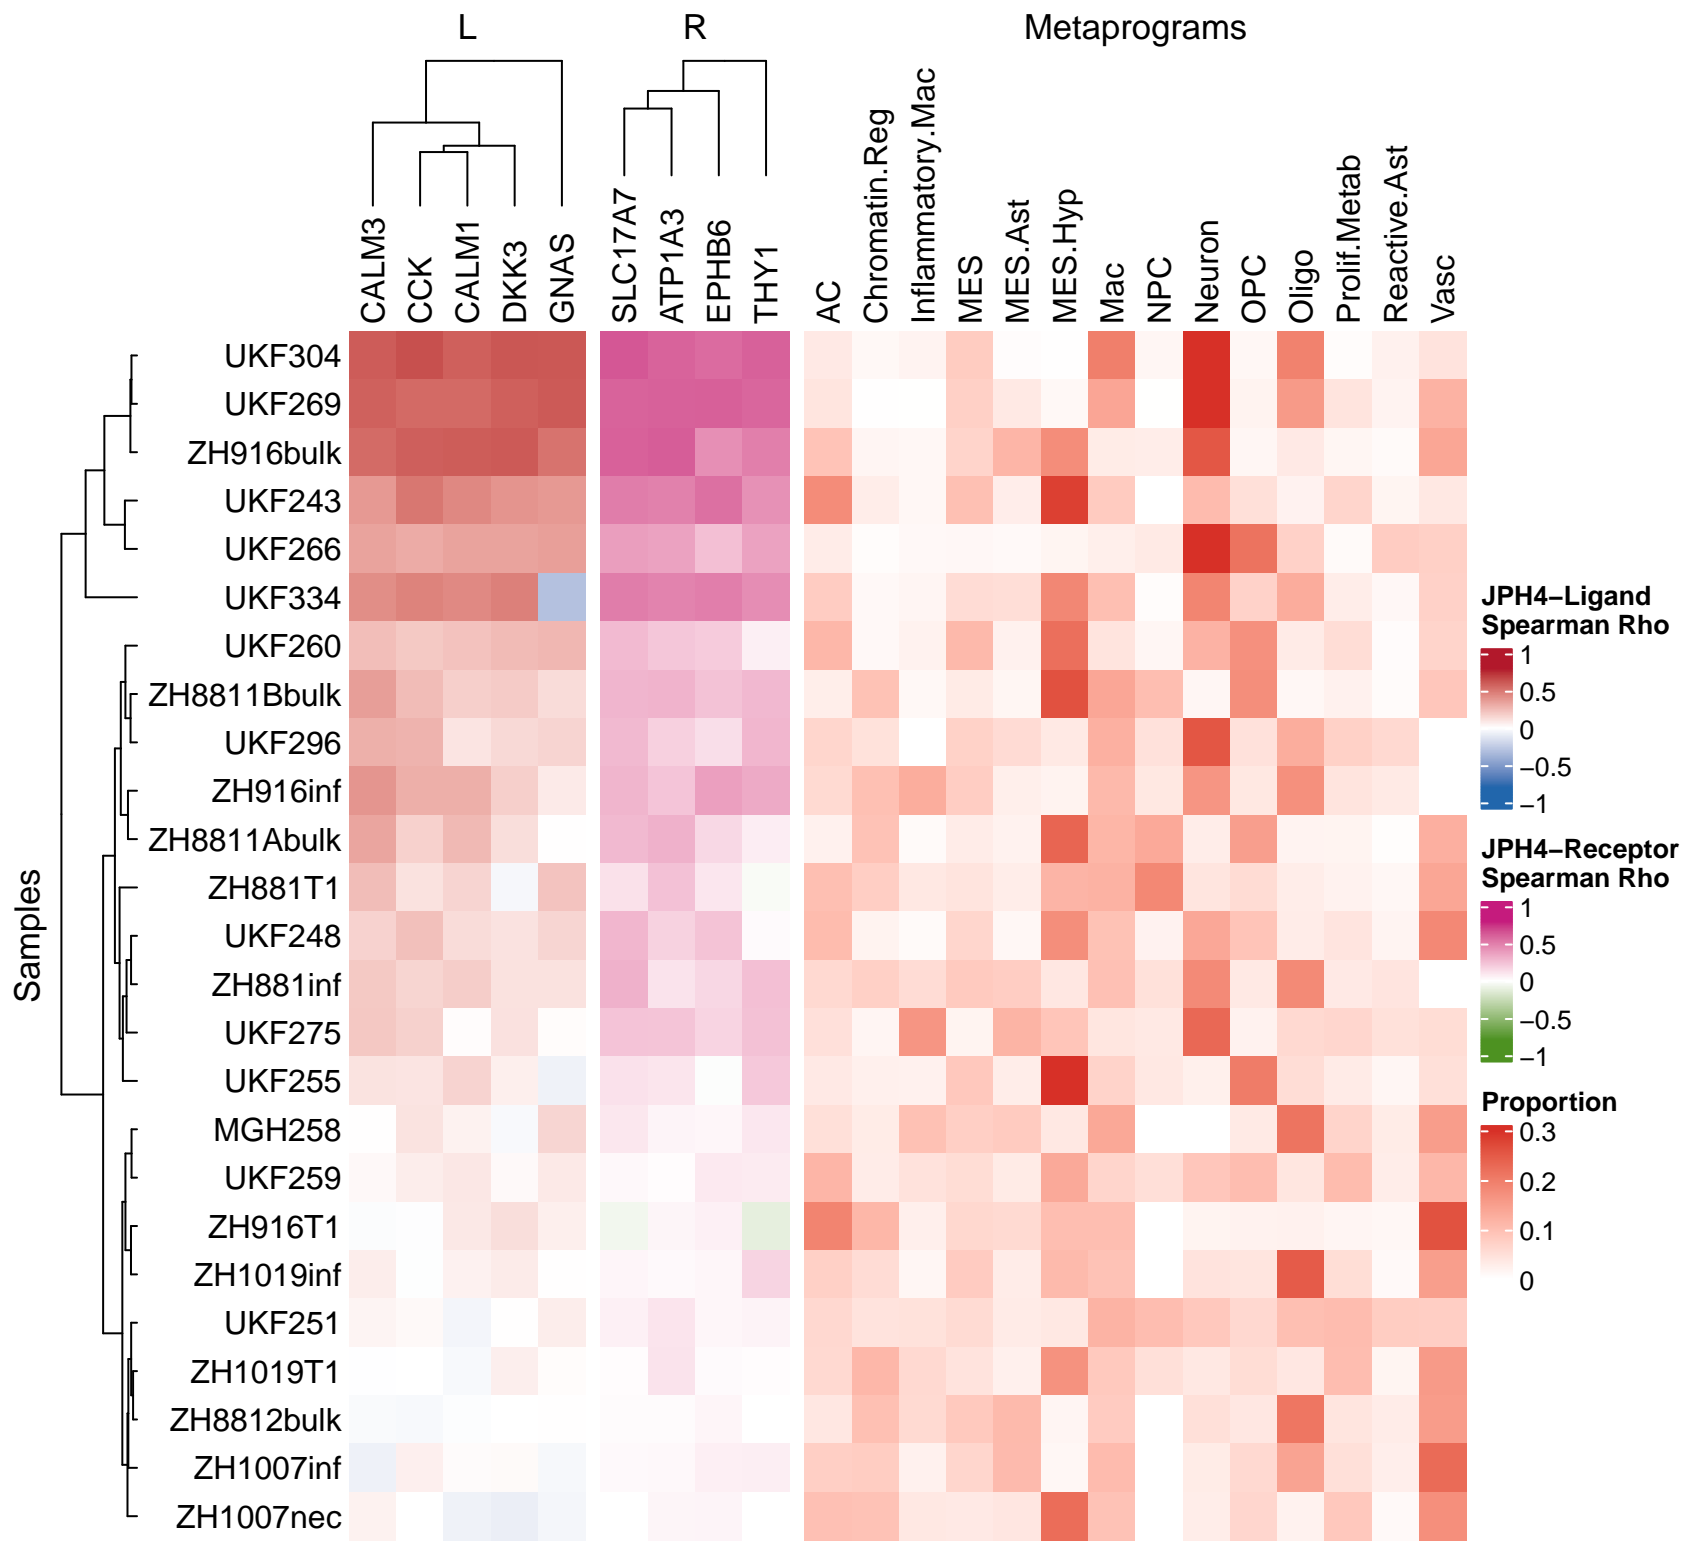 L
R
Metaprograms
CALM3
CCK
CALM1
DKK3
GNAS
SLC17A7
ATP1A3
EPHB6
THY1
AC
Chromatin.Reg
Inflammatory.Mac
MES
MES.Ast
MES.Hyp
Mac
NPC
Neuron
OPC
Oligo
Prolif.Metab
Reactive.Ast
Vasc
Samples
UKF304
UKF269
ZH916bulk
UKF243
UKF266
UKF334
UKF260
ZH8811Bbulk
UKF296
ZH916inf
ZH8811Abulk
ZH881T1
UKF248
ZH881inf
UKF275
UKF255
MGH258
UKF259
ZH916T1
ZH1019inf
UKF251
ZH1019T1
ZH8812bulk
ZH1007inf
ZH1007nec
JPH4−Ligand
Spearman Rho
1
0.5
0
−0.5
−1
JPH4−Receptor
Spearman Rho
1
0.5
0
−0.5
−1
Proportion
0.3
0.2
0.1
0